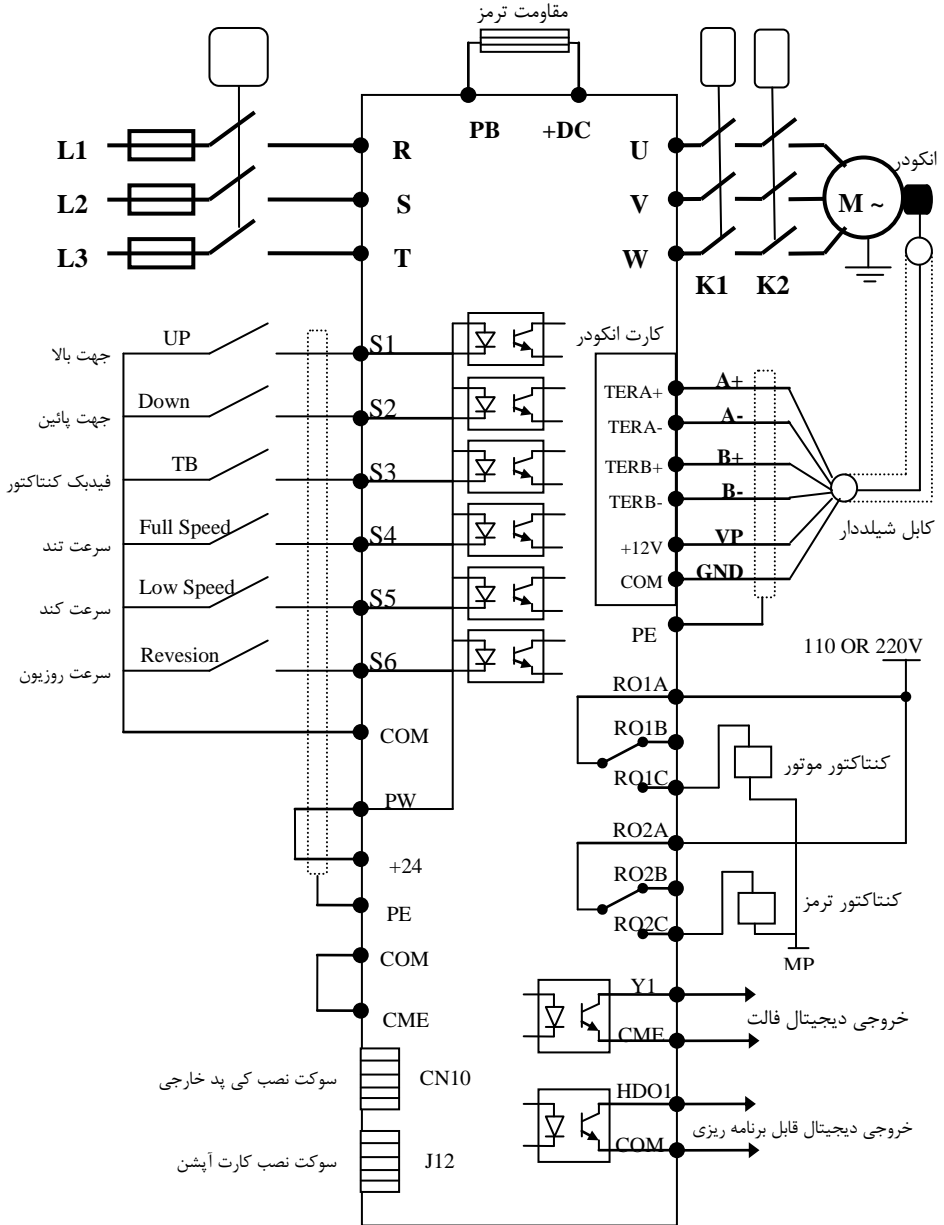 مقاومت ترمز
PB +DC
L1 R U
انکودر
L2 S V M ~
L3 T W
K1 K2
کارت انکودر
جهت بالا UP S1
TERA+ A+
جهت پائین Down S2
TERA- A-
فیدبک کنتاکتور TB S3
TERB+ B+
TERB- B-
کابل شیلددار
سرعت تند Full Speed S4
+12V VP
سرعت کند Low Speed S5
COM GND
PE
سرعت روزیون Revesion S6
110 OR 220V
RO1A
COM
RO1B
کنتاکتور موتور
RO1C
PW
RO2A
+24
RO2B
کنتاکتور ترمز
PE
RO2C
COM
MP
Y1
خروجی دیجیتال فالت
CME
CME
سوکت نصب کی پد خارجی CN10
HDO1
خروجی دیجیتال قابل برنامه ریزی
COM
سوکت نصب کارت آپشن J12